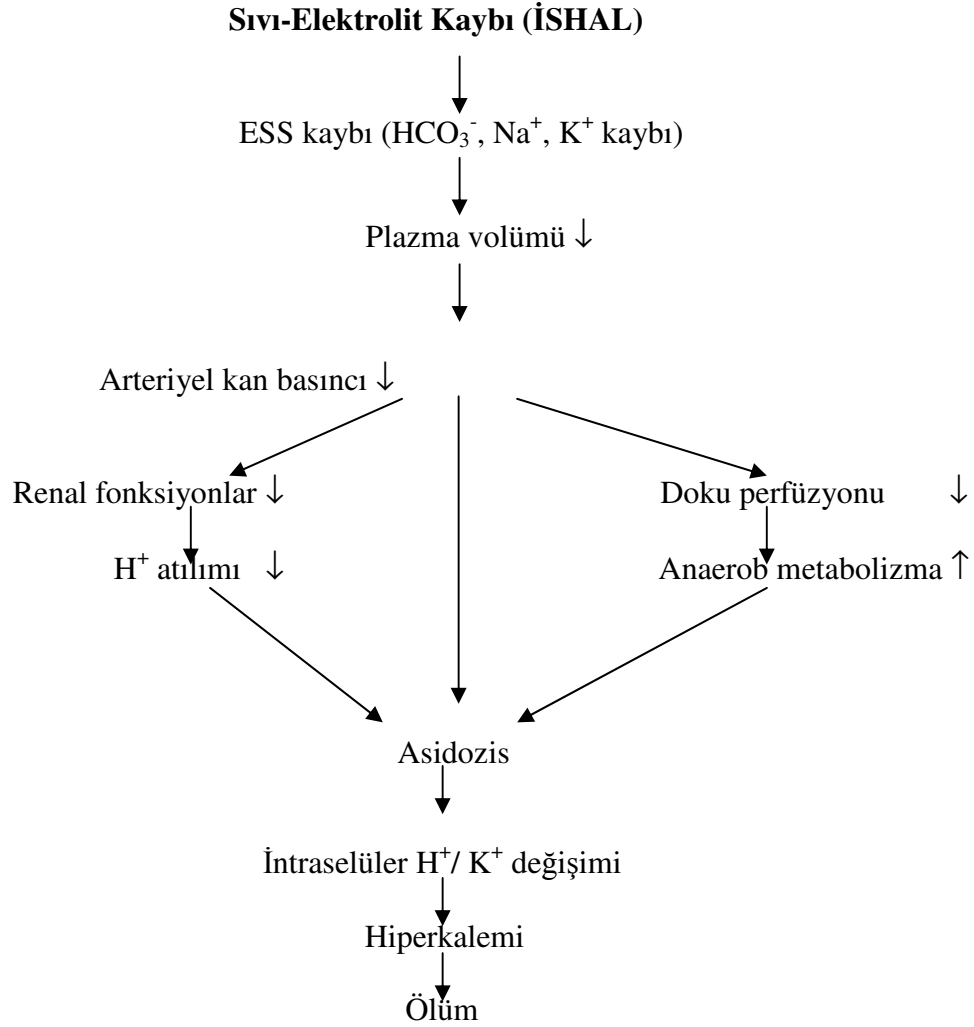 Sıvı-Elektrolit Kaybı (İSHAL)
ESS kaybı (HCO₃⁻, Na⁺, K⁺ kaybı)
Plazma volümü ↓
Arteriyel kan basıncı ↓
Renal fonksiyonlar ↓
Doku perfüzyonu ↓
H⁺ atılımı ↓
Anaerob metabolizma ↑
Asidozis
İntraselüler H⁺/ K⁺ değişimi
Hiperkalemi
Ölüm